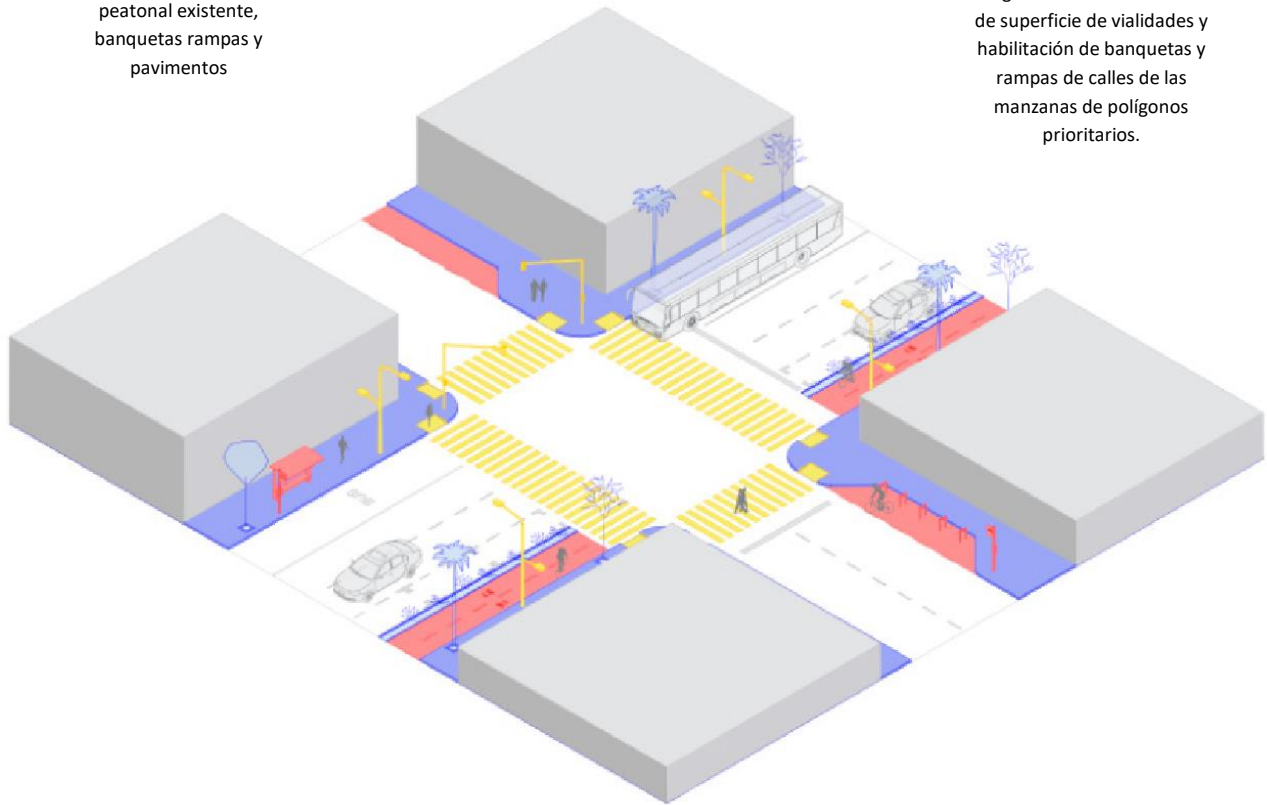 peatonal existente,
banquetas rampas y
pavimentos
de superficie de vialidades y
habilitación de banquetas y
rampas de calles de las
manzanas de polígonos
prioritarios.